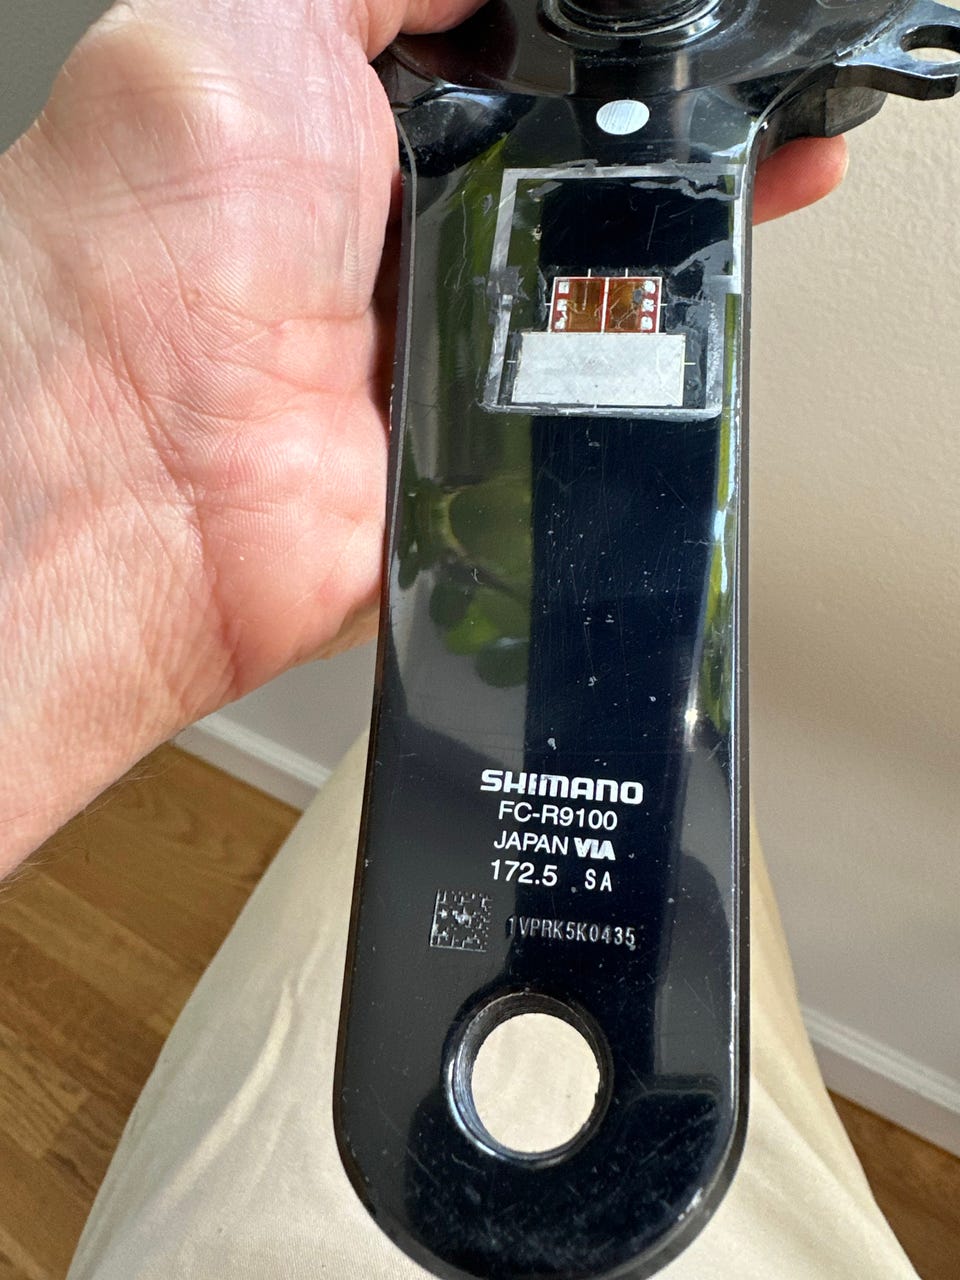 SHIMANO
FC-R9100
JAPAN VIA
172.5 SA
1VPRK5K0435